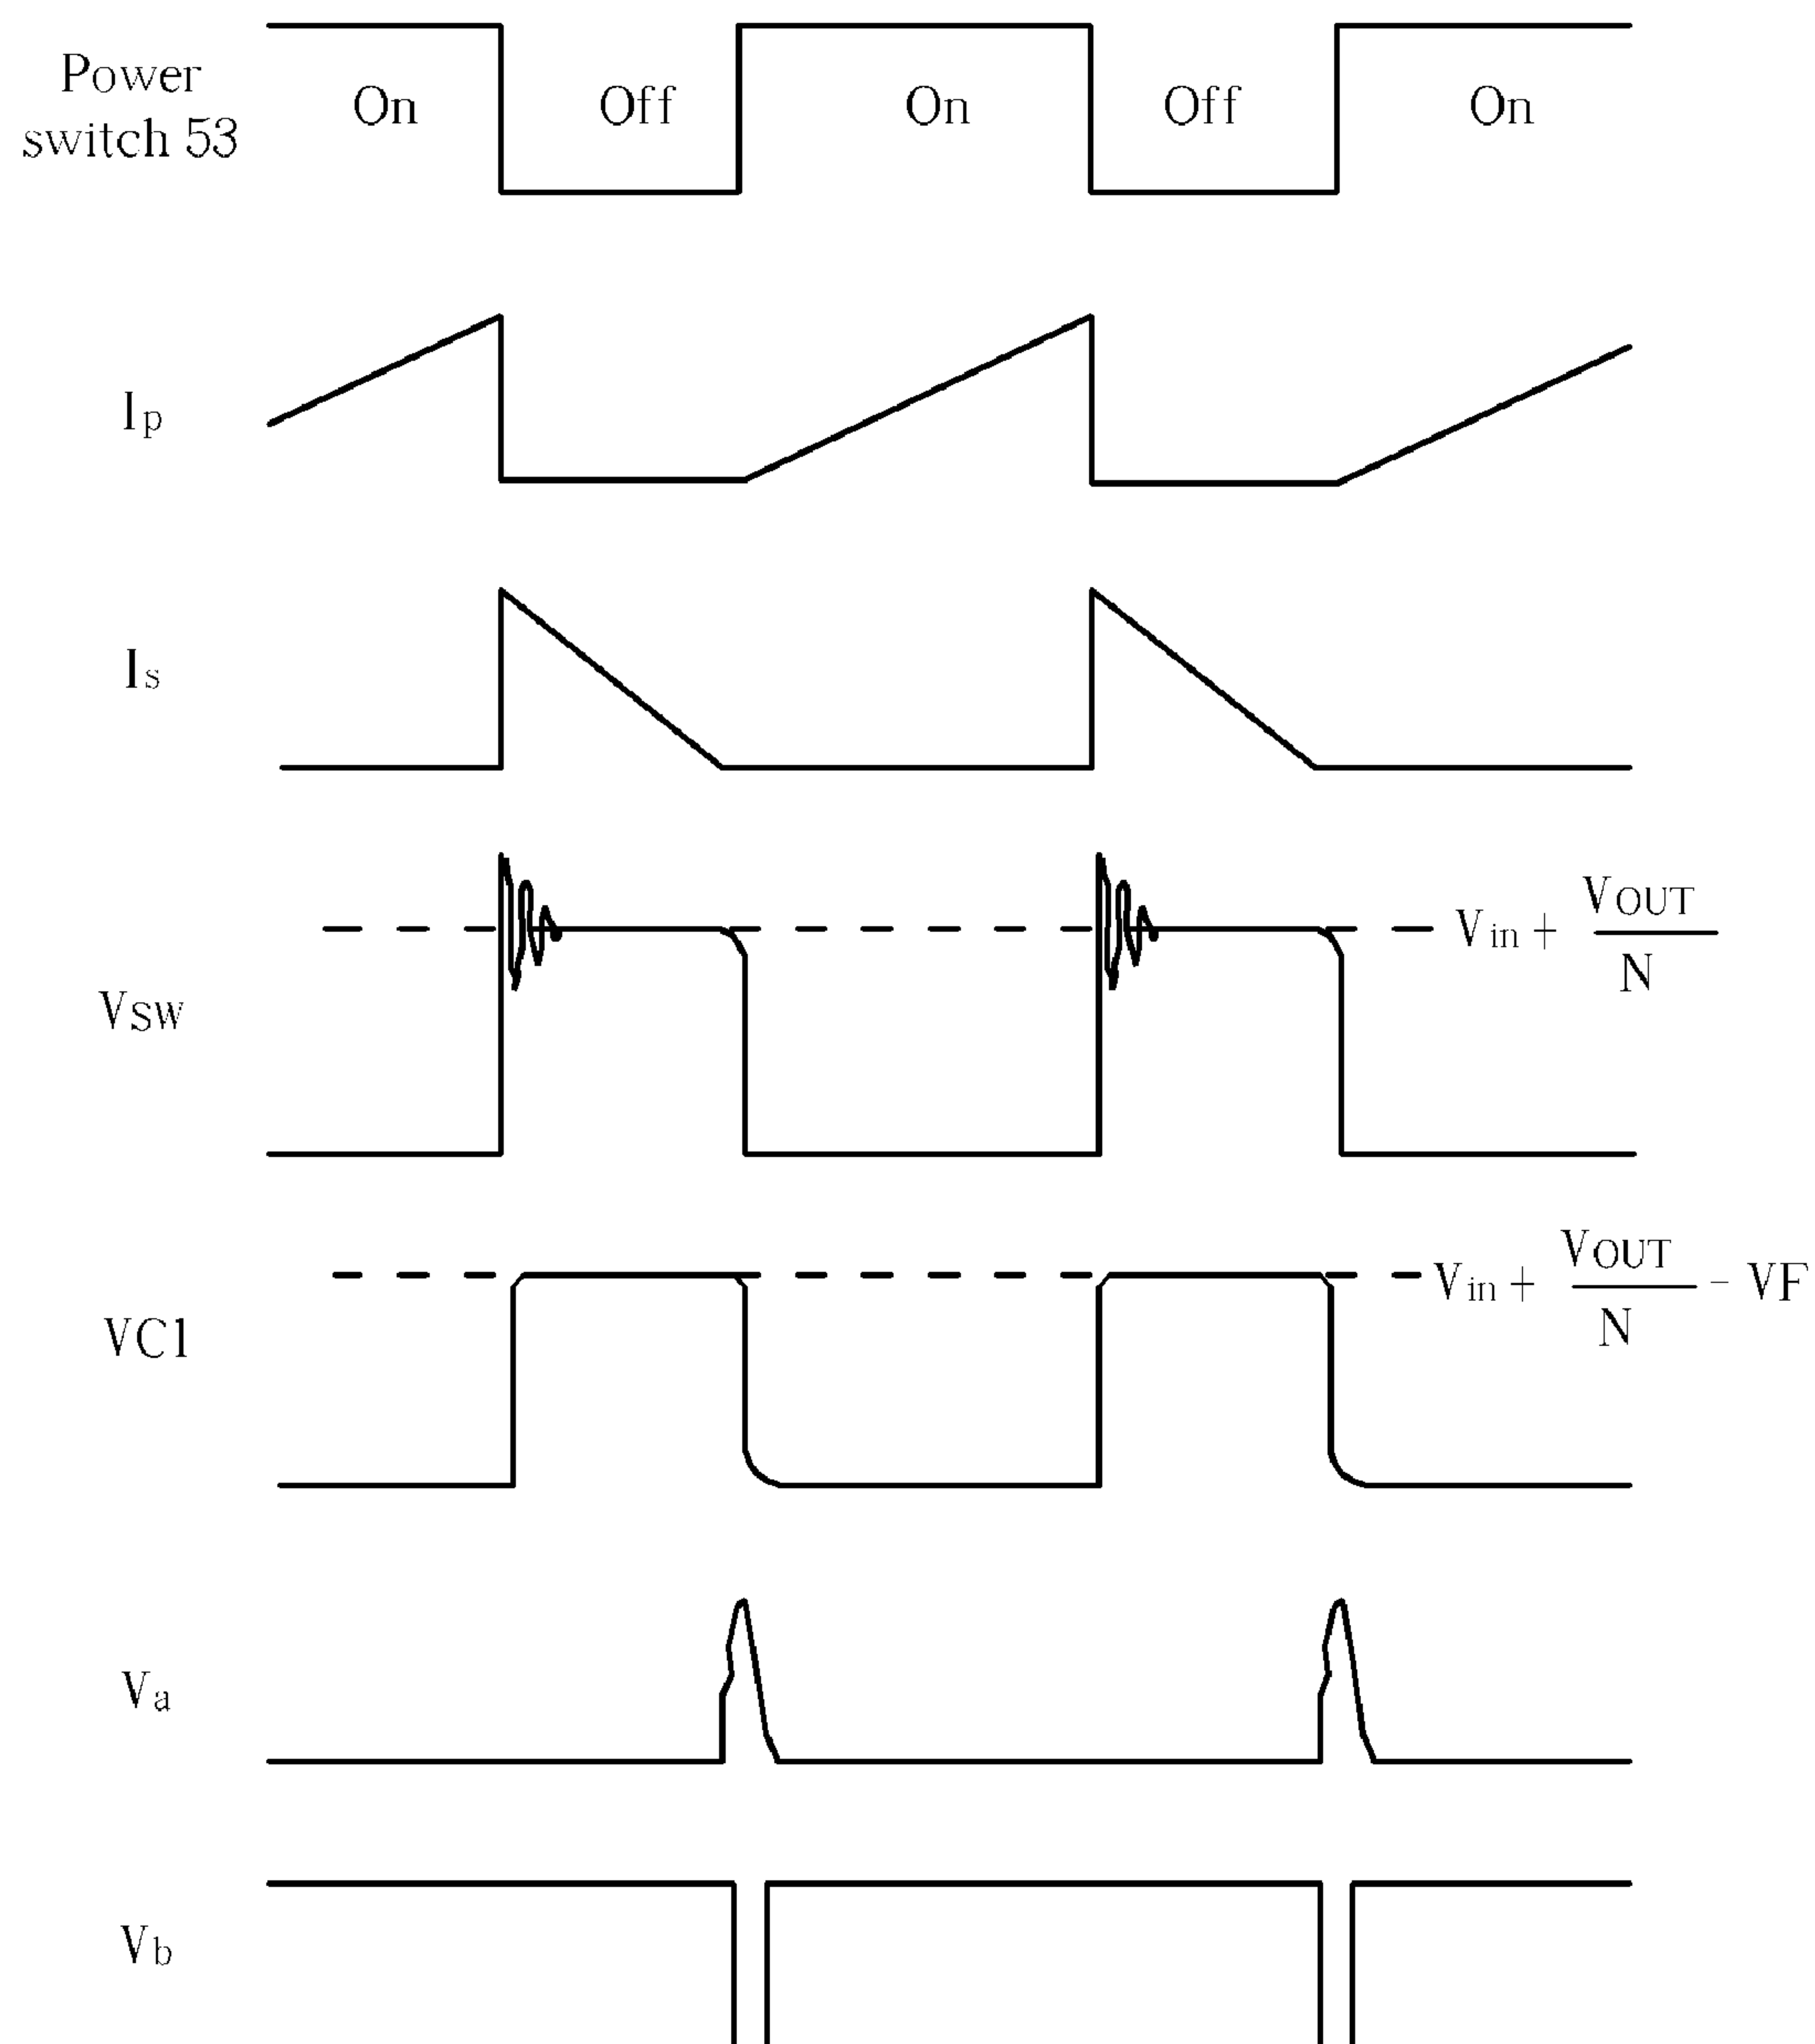 Power
switch 53
On Off On Off On
Ip
Is
VSW
Vin + VOUT
N
VC1
Vin + VOUT - VF
N
Va
Vb